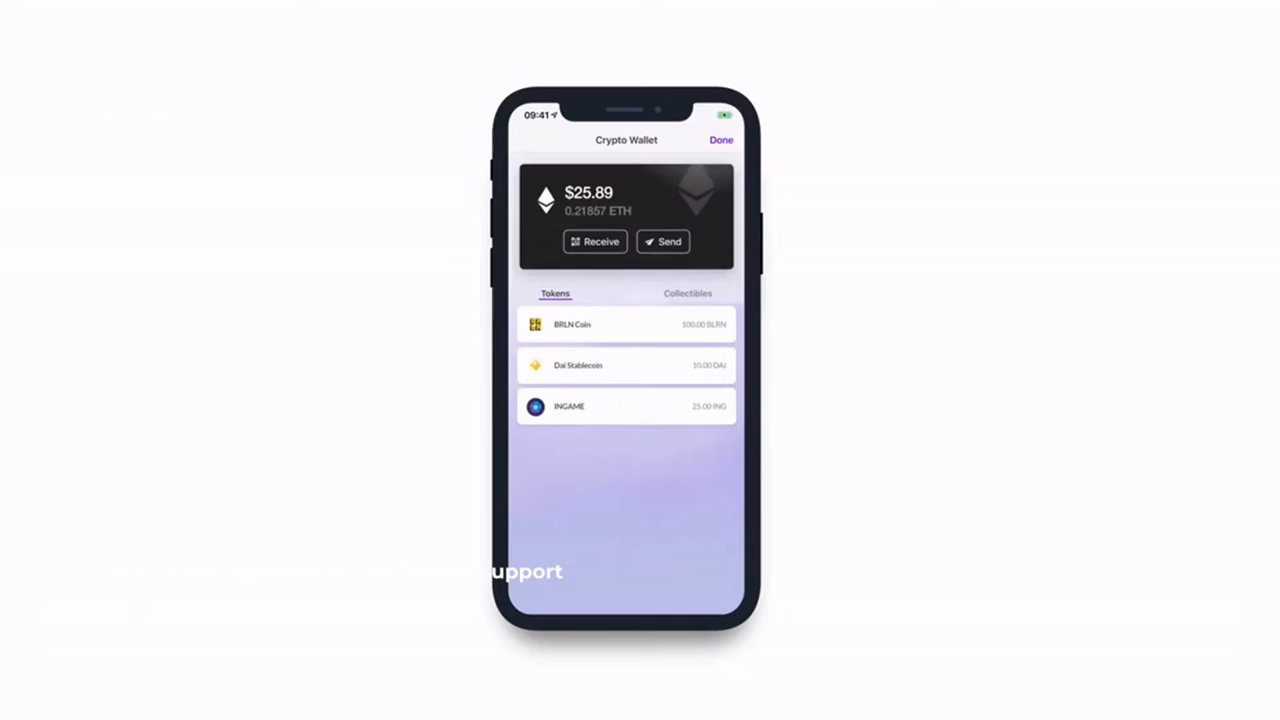 09:41
Crypto Wallet
Done
$25.89
0.21857 ETH
Receive
Send
Tokens
Collectibles
BRLN Coin
100.00 BLRN
Dai Stablecoin
10.00 DAI
INGAME
25.00 ING
upport